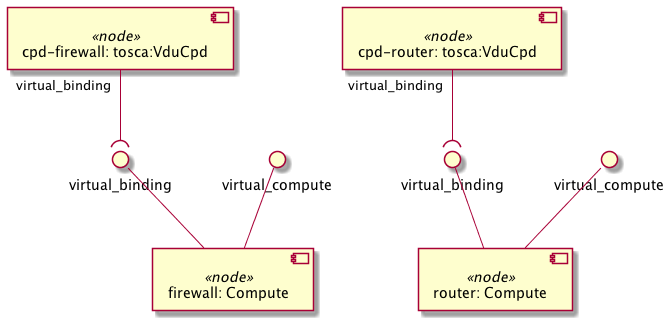 «node»
cpd-firewall: tosca:VduCpd
«node»
cpd-router: tosca:VduCpd
virtual_binding
virtual_binding
virtual_binding
virtual_compute
virtual_binding
virtual_compute
«node»
firewall: Compute
«node»
router: Compute